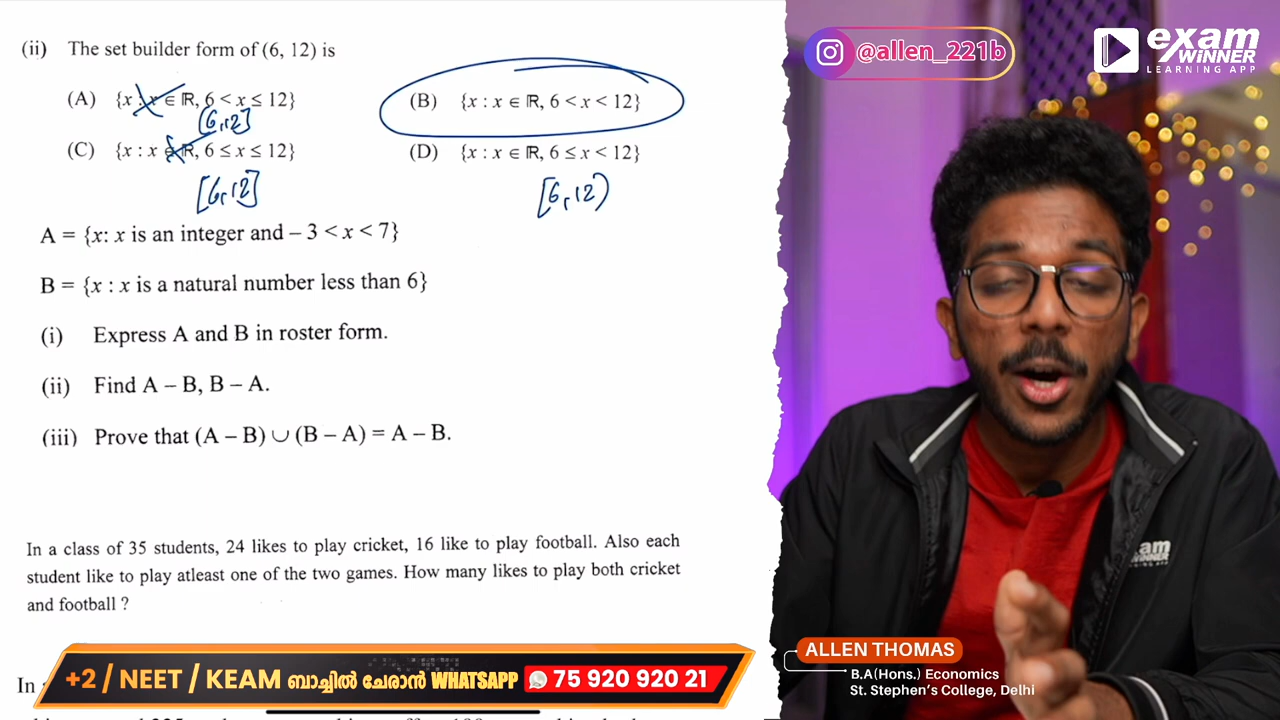 (ii) The set builder form of (6, 12) is
(A) {x : x ∈ ℝ, 6 < x ≤ 12}
(6,12]
(B) {x : x ∈ ℝ, 6 < x < 12}
(C) {x : x ∈ ℝ, 6 ≤ x ≤ 12}
[6,12]
(D) {x : x ∈ ℝ, 6 ≤ x < 12}
[6,12)
A = {x: x is an integer and – 3 < x < 7}
B = {x : x is a natural number less than 6}
(i) Express A and B in roster form.
(ii) Find A – B, B – A.
(iii) Prove that (A – B) ∪ (B – A) = A – B.
In a class of 35 students, 24 likes to play cricket, 16 like to play football. Also each
student like to play atleast one of the two games. How many likes to play both cricket
and football ?
In
+2 / NEET / KEAM ബാച്ചിൽ ചേരാൻ WHATSAPP 75 920 920 21
@allen_221b
exam
WINNER
LEARNING APP
am
WINNER
ALLEN THOMAS
B.A(Hons.) Economics
St. Stephen's College, Delhi